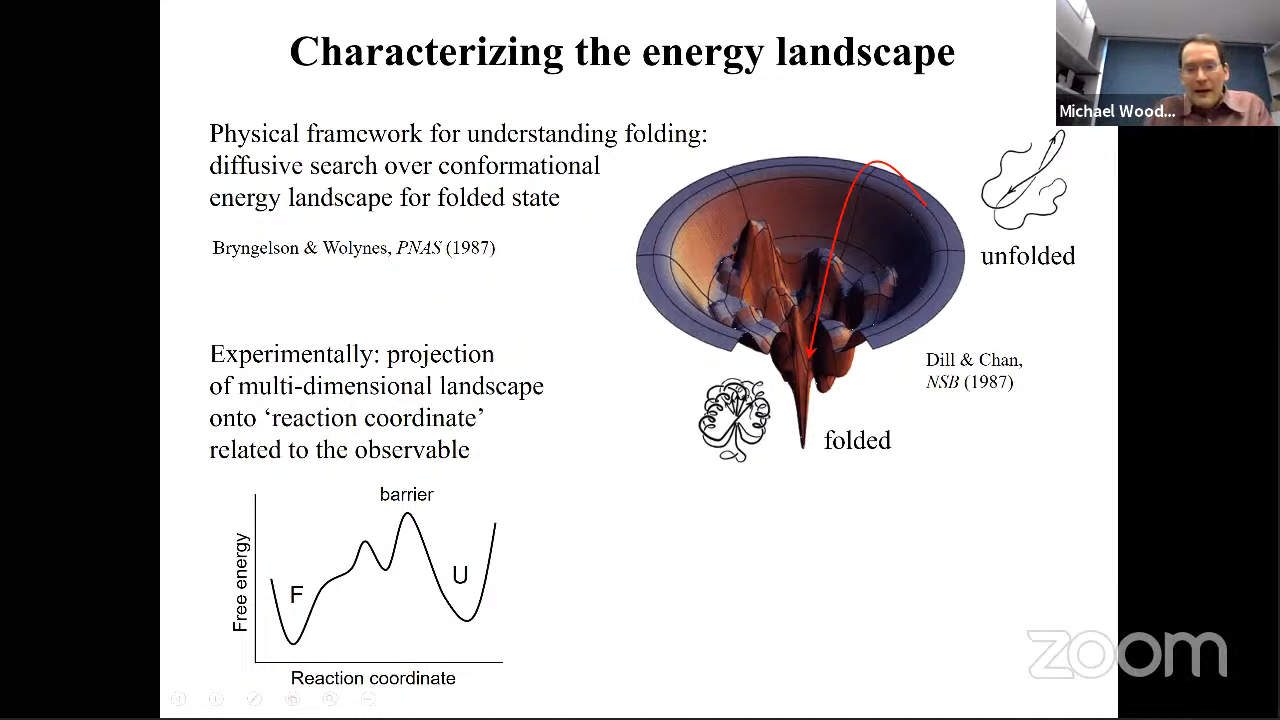 Characterizing the energy landscape
Michael Wood...
Physical framework for understanding folding:
diffusive search over conformational
energy landscape for folded state
Bryngelson & Wolynes, PNAS (1987)
unfolded
Experimentally: projection
of multi-dimensional landscape
onto ‘reaction coordinate’
related to the observable
Dill & Chan,
NSB (1987)
folded
barrier
Free energy
F
U
Reaction coordinate
zoom